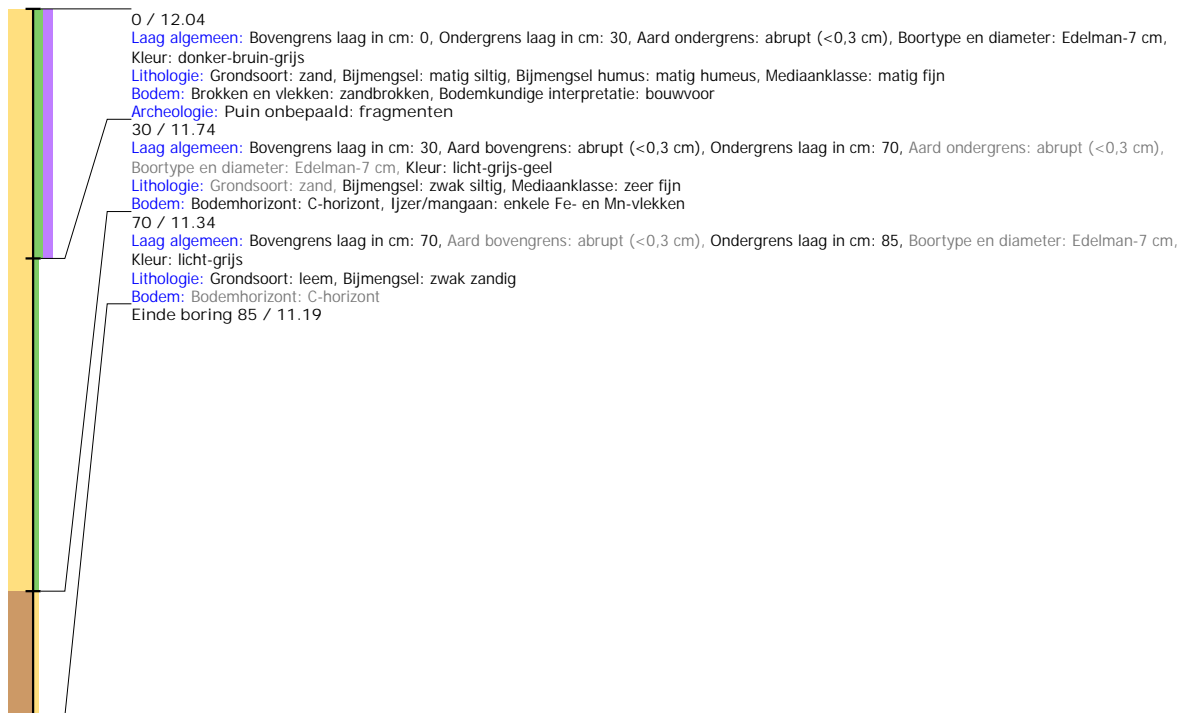 0 / 12.04
Laag algemeen: Bovengrens laag in cm: 0, Ondergrens laag in cm: 30, Aard ondergrens: abrupt (<0,3 cm), Boortype en diameter: Edelman-7 cm,
Kleur: donker-bruin-grijs
Lithologie: Grondsoort: zand, Bijmengsel: matig siltig, Bijmengsel humus: matig humeus, Mediaanklasse: matig fijn
Bodem: Brokken en vlekken: zandbrokken, Bodemkundige interpretatie: bouwvoor
Archeologie: Puin onbepaald: fragmenten
30 / 11.74
Laag algemeen: Bovengrens laag in cm: 30, Aard bovengrens: abrupt (<0,3 cm), Ondergrens laag in cm: 70, Aard ondergrens: abrupt (<0,3 cm),
Boortype en diameter: Edelman-7 cm, Kleur: licht-grijs-geel
Lithologie: Grondsoort: zand, Bijmengsel: zwak siltig, Mediaanklasse: zeer fijn
Bodem: Bodemhorizont: C-horizont, Ijzer/mangaan: enkele Fe- en Mn-vlekken
70 / 11.34
Laag algemeen: Bovengrens laag in cm: 70, Aard bovengrens: abrupt (<0,3 cm), Ondergrens laag in cm: 85, Boortype en diameter: Edelman-7 cm,
Kleur: licht-grijs
Lithologie: Grondsoort: leem, Bijmengsel: zwak zandig
Bodem: Bodemhorizont: C-horizont
Einde boring 85 / 11.19